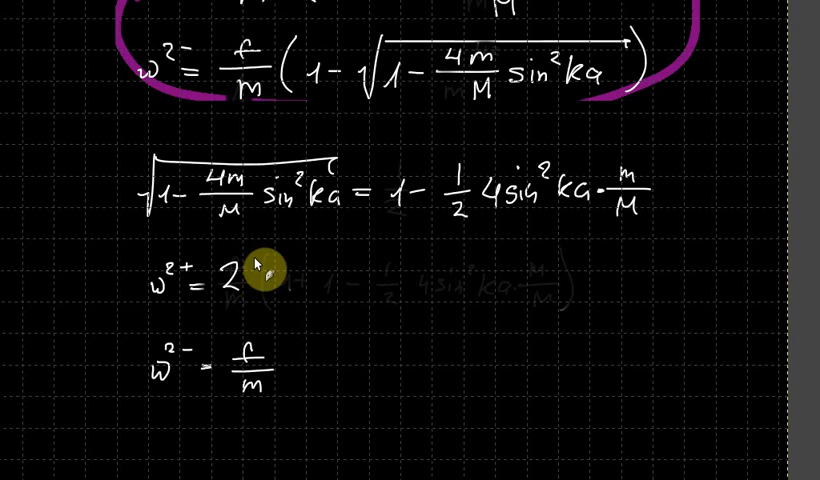 M
ω²⁻ = f/m (1 - √(1 - 4m/M sin²ka))
√(1 - 4m/M sin²ka) = 1 - 1/2 4sin²ka · m/M
ω²⁺ = 2
ω²⁻ = f/m